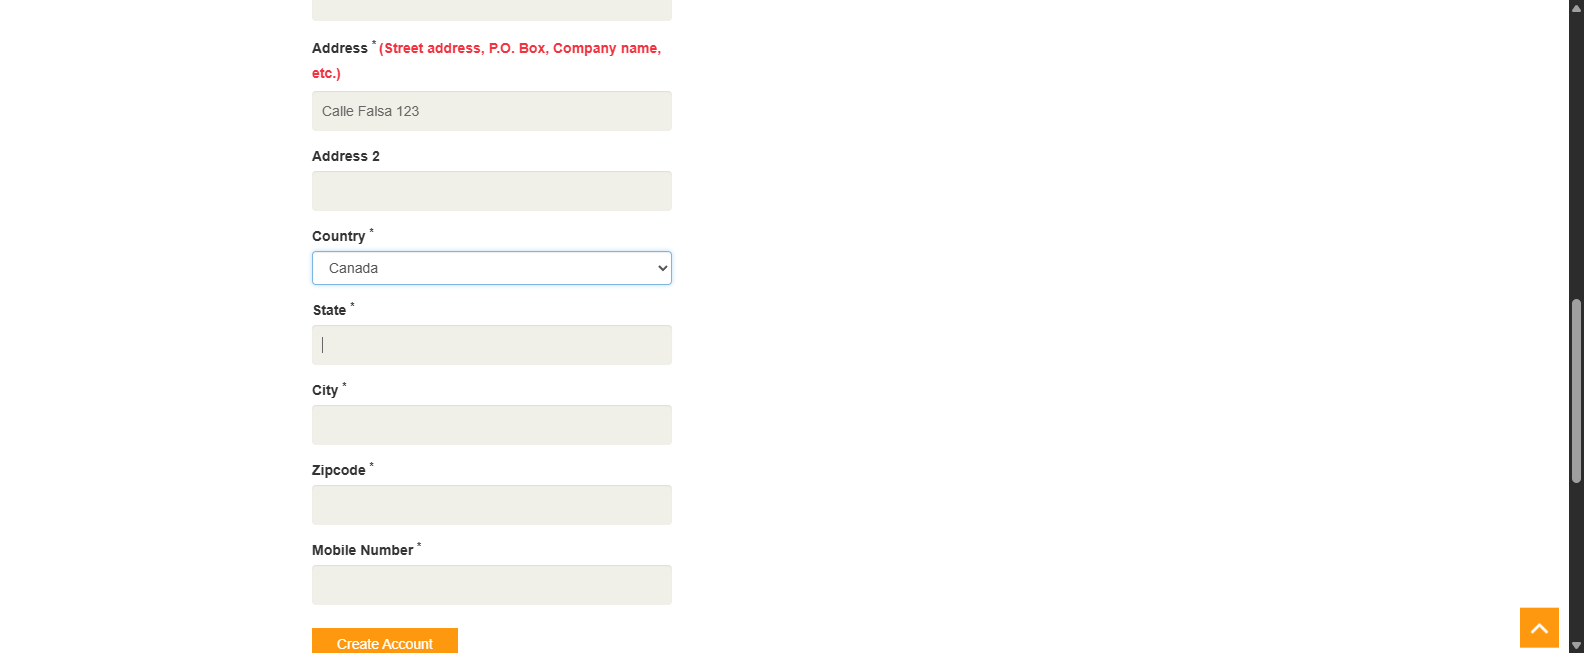 Address * (Street address, P.O. Box, Company name,
etc.)
Calle Falsa 123
Address 2
Country *
Canada
State *
City *
Zipcode *
Mobile Number *
Create Account